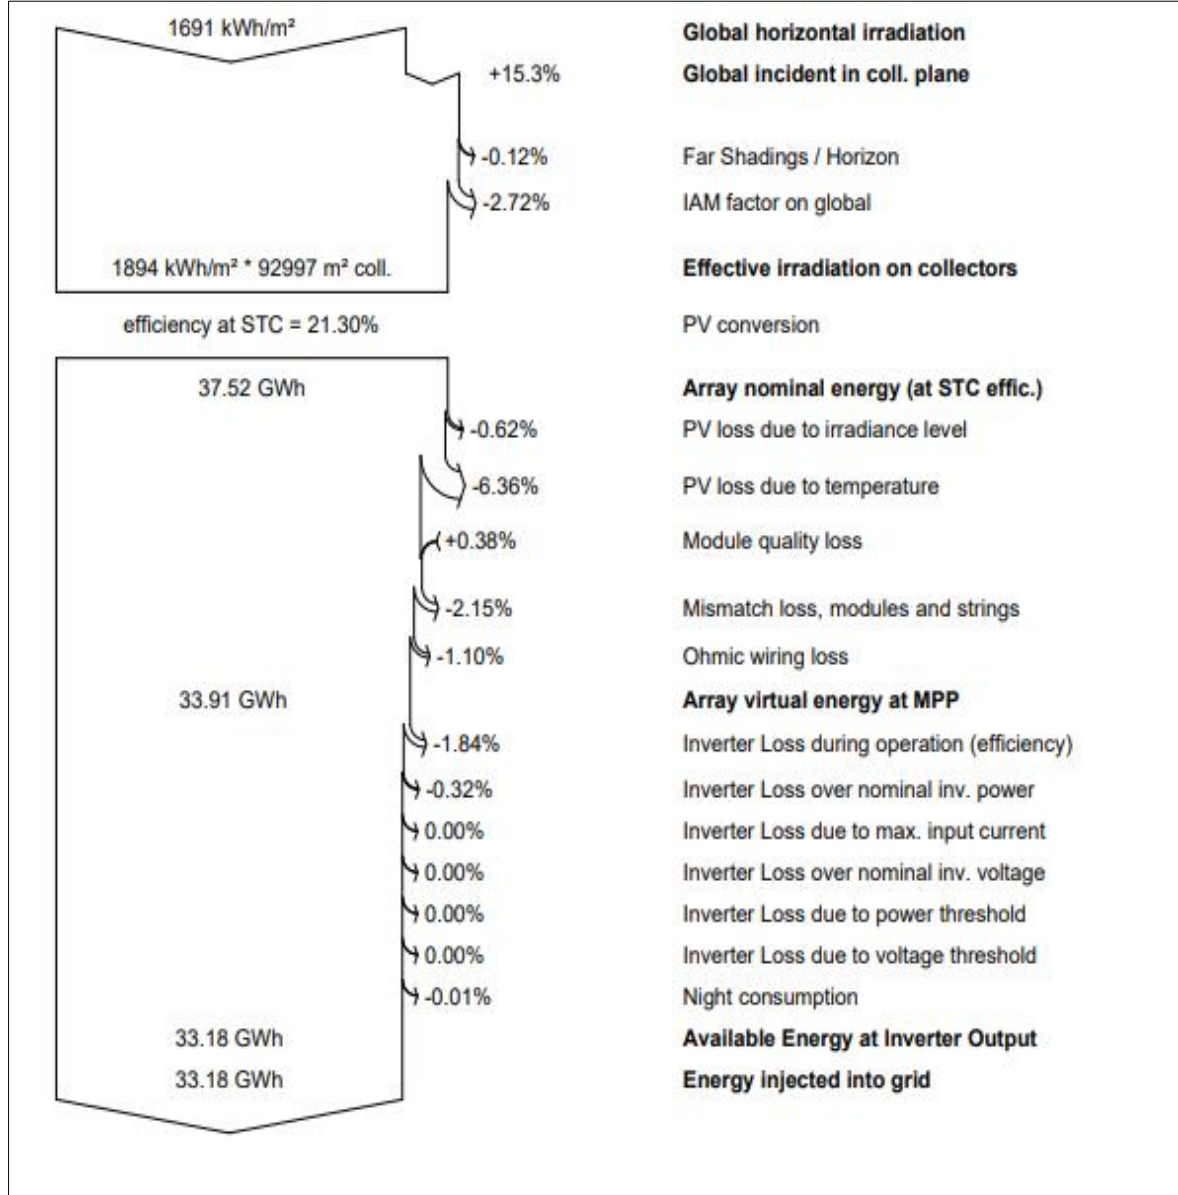 1691 kWh/m² Global horizontal irradiation
+15.3% Global incident in coll. plane
-0.12% Far Shadings / Horizon
-2.72% IAM factor on global
1894 kWh/m² * 92997 m² coll. Effective irradiation on collectors
efficiency at STC = 21.30% PV conversion
37.52 GWh Array nominal energy (at STC effic.)
-0.62% PV loss due to irradiance level
-6.36% PV loss due to temperature
+0.38% Module quality loss
-2.15% Mismatch loss, modules and strings
-1.10% Ohmic wiring loss
33.91 GWh Array virtual energy at MPP
-1.84% Inverter Loss during operation (efficiency)
-0.32% Inverter Loss over nominal inv. power
0.00% Inverter Loss due to max. input current
0.00% Inverter Loss over nominal inv. voltage
0.00% Inverter Loss due to power threshold
0.00% Inverter Loss due to voltage threshold
-0.01% Night consumption
33.18 GWh Available Energy at Inverter Output
33.18 GWh Energy injected into grid